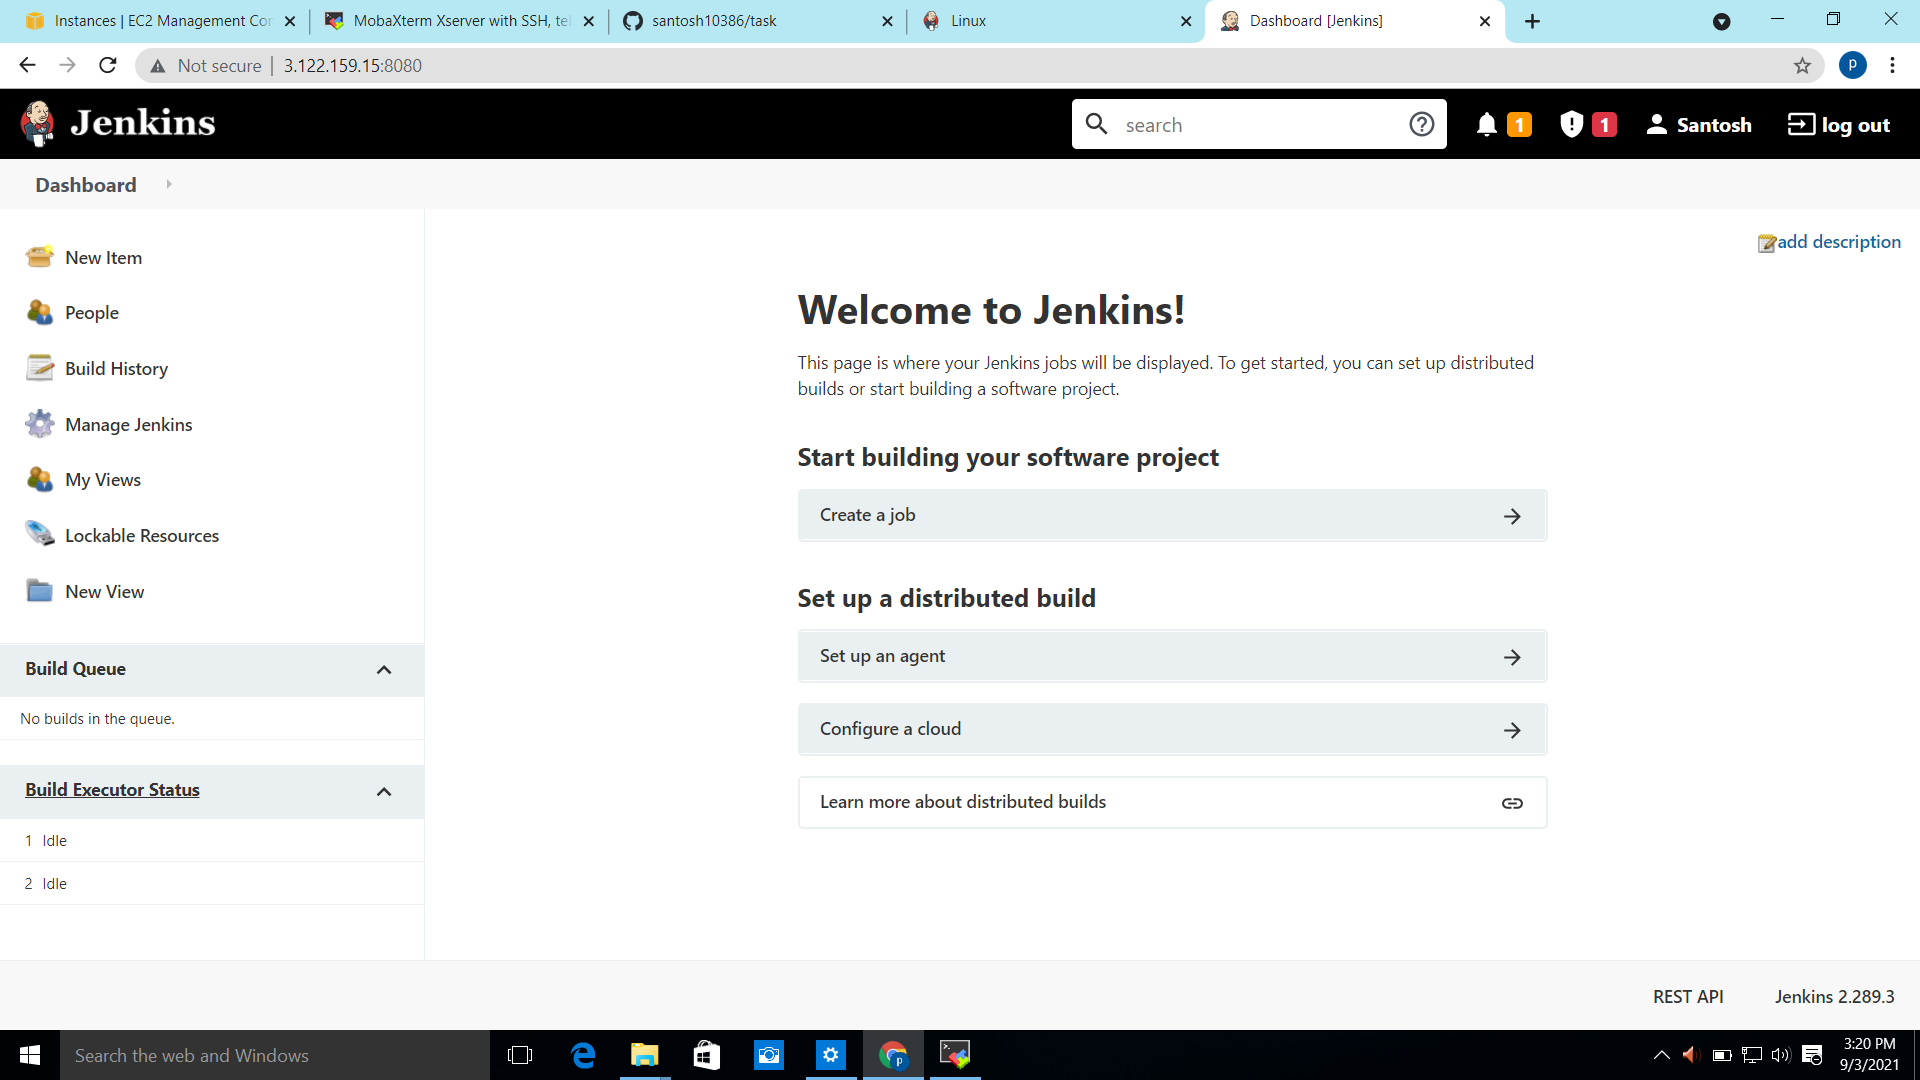 Instances | EC2 Management Con
MobaXterm Xserver with SSH, tel
santosh10386/task
Linux
Dashboard [Jenkins]
Not secure
3.122.159.15:8080
p
Jenkins
search
1
1
Santosh
log out
Dashboard
add description
New Item
People
Build History
Manage Jenkins
My Views
Lockable Resources
New View
Build Queue
No builds in the queue.
Build Executor Status
1 Idle
2 Idle
Welcome to Jenkins!
This page is where your Jenkins jobs will be displayed. To get started, you can set up distributed
builds or start building a software project.
Start building your software project
Create a job
Set up a distributed build
Set up an agent
Configure a cloud
Learn more about distributed builds
REST API
Jenkins 2.289.3
Search the web and Windows
p
3:20 PM
9/3/2021